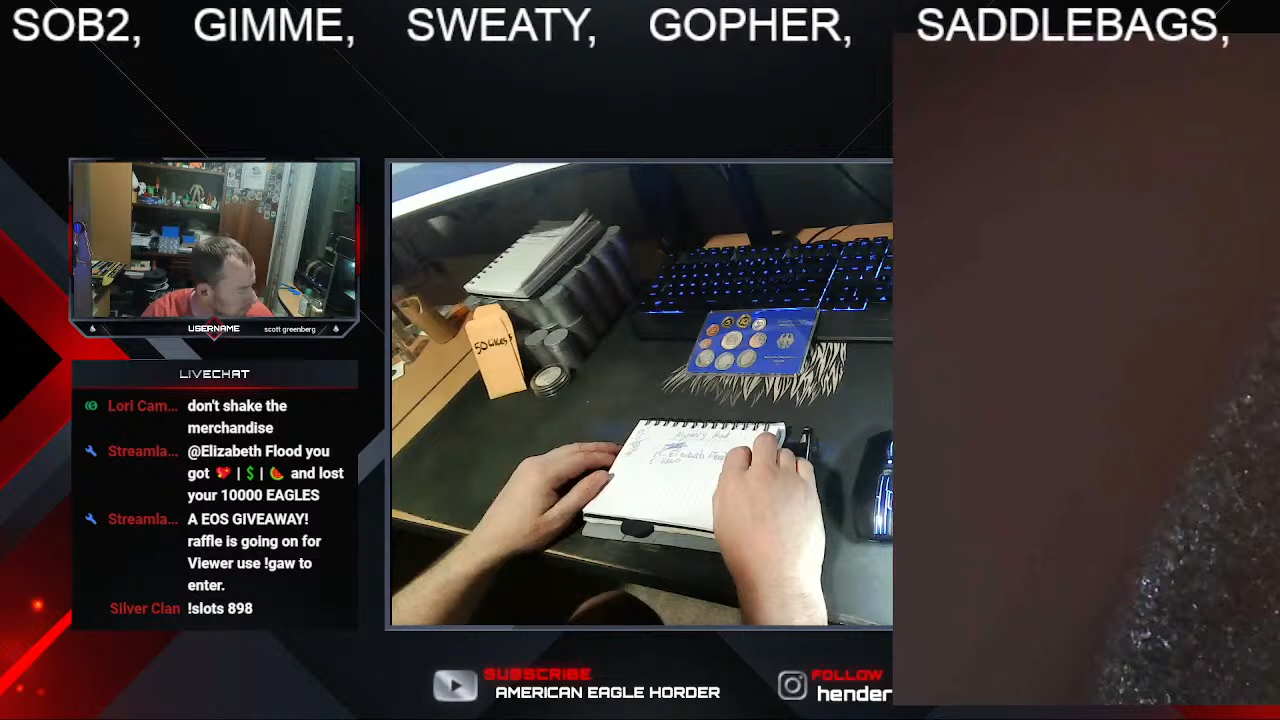 SOB2, GIMME, SWEATY, GOPHER, SADDLEBAGS,
USERNAME scott greenberg
LIVECHAT
Lori Cam... don't shake the
merchandise
Streamla... @Elizabeth Flood you
got 💖 | $ | 🍉 and lost
your 10000 EAGLES
Streamla... A EOS GIVEAWAY!
raffle is going on for
Viewer use !gaw to
enter.
Silver Clan !slots 898
Elizabeth Flood
SUBSCRIBE
AMERICAN EAGLE HORDER
FOLLOW
hender